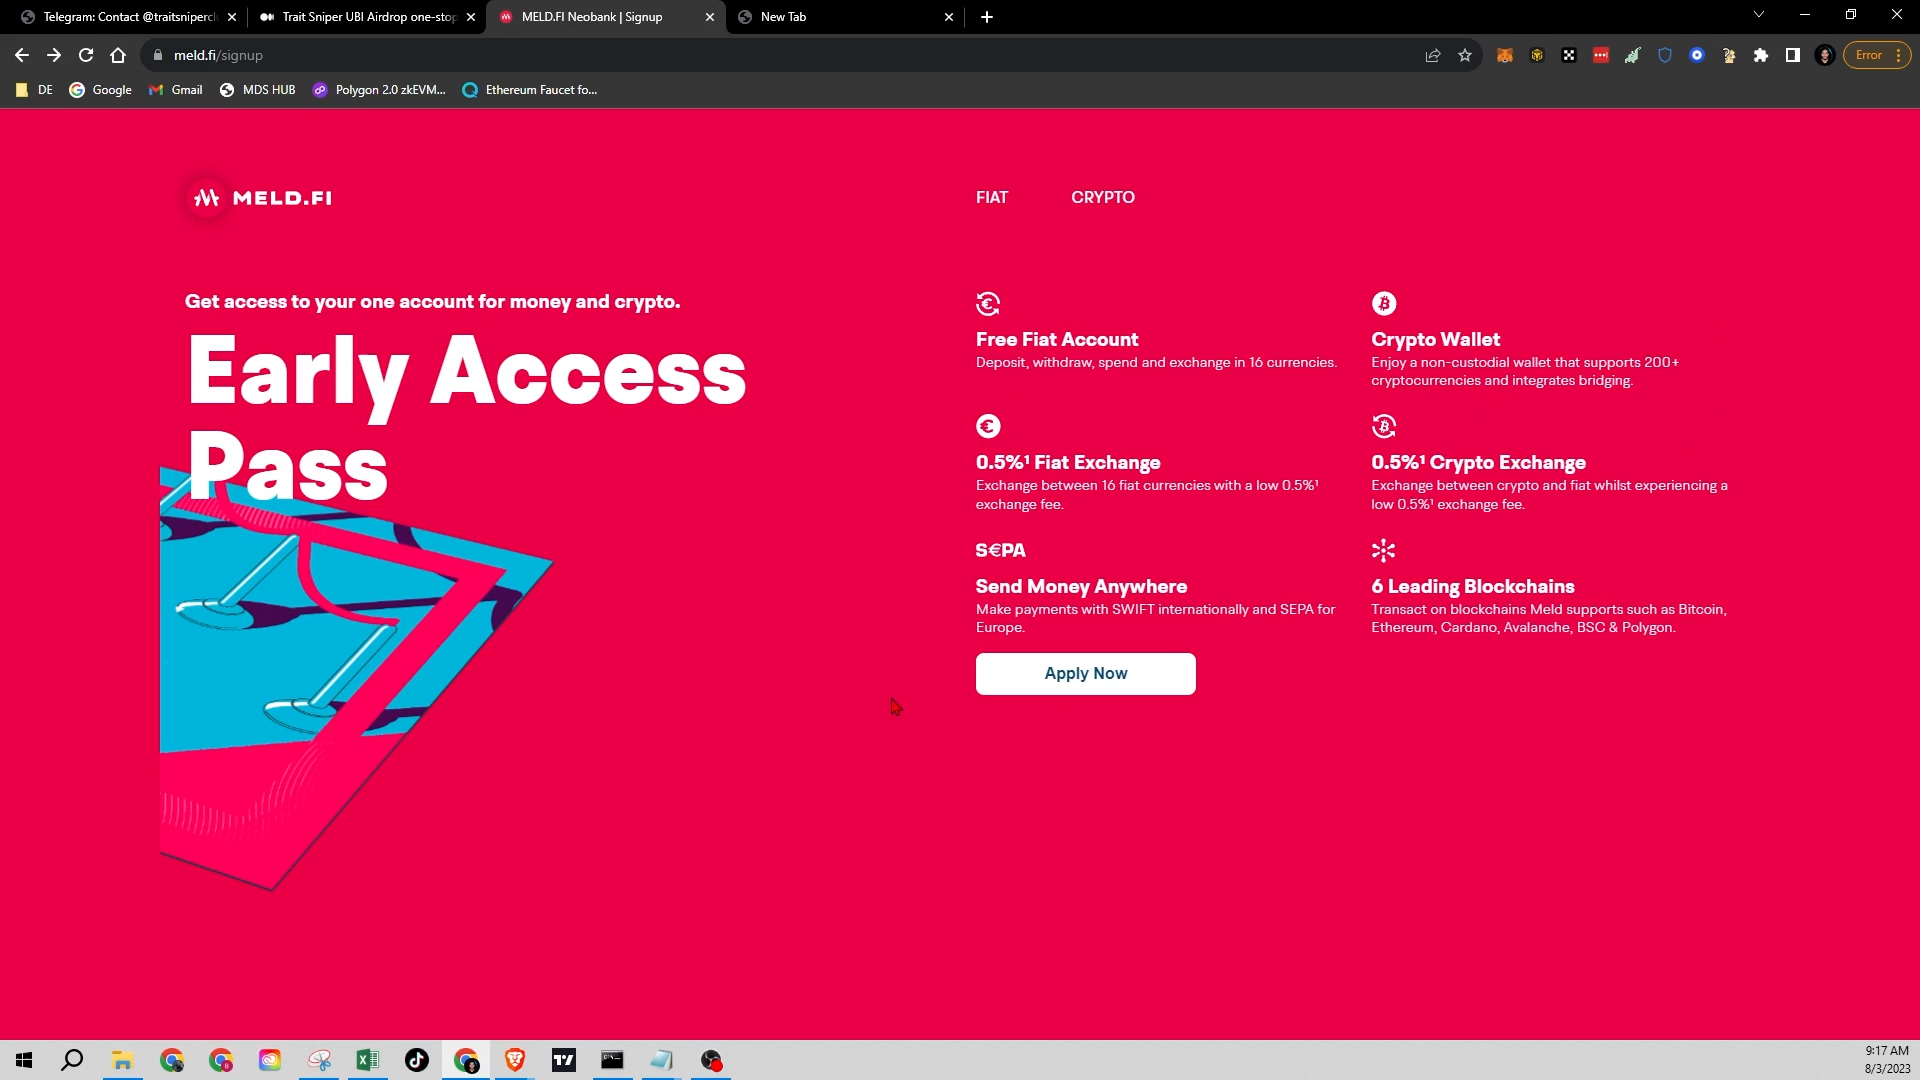 Telegram: Contact @traitsnipercl
Trait Sniper UBI Airdrop one-stop
MELD.FI Neobank | Signup
New Tab
meld.fi/signup
Error
DE
Google
Gmail
MDS HUB
Polygon 2.0 zkEVM...
Ethereum Faucet fo...
MELD.FI
FIAT
CRYPTO
Get access to your one account for money and crypto.
Early Access
Pass
Free Fiat Account
Deposit, withdraw, spend and exchange in 16 currencies.
Crypto Wallet
Enjoy a non-custodial wallet that supports 200+
cryptocurrencies and integrates bridging.
0.5%¹ Fiat Exchange
Exchange between 16 fiat currencies with a low 0.5%¹
exchange fee.
0.5%¹ Crypto Exchange
Exchange between crypto and fiat whilst experiencing a
low 0.5%¹ exchange fee.
S€PA
Send Money Anywhere
Make payments with SWIFT internationally and SEPA for
Europe.
6 Leading Blockchains
Transact on blockchains Meld supports such as Bitcoin,
Ethereum, Cardano, Avalanche, BSC & Polygon.
Apply Now
9:17 AM
8/3/2023